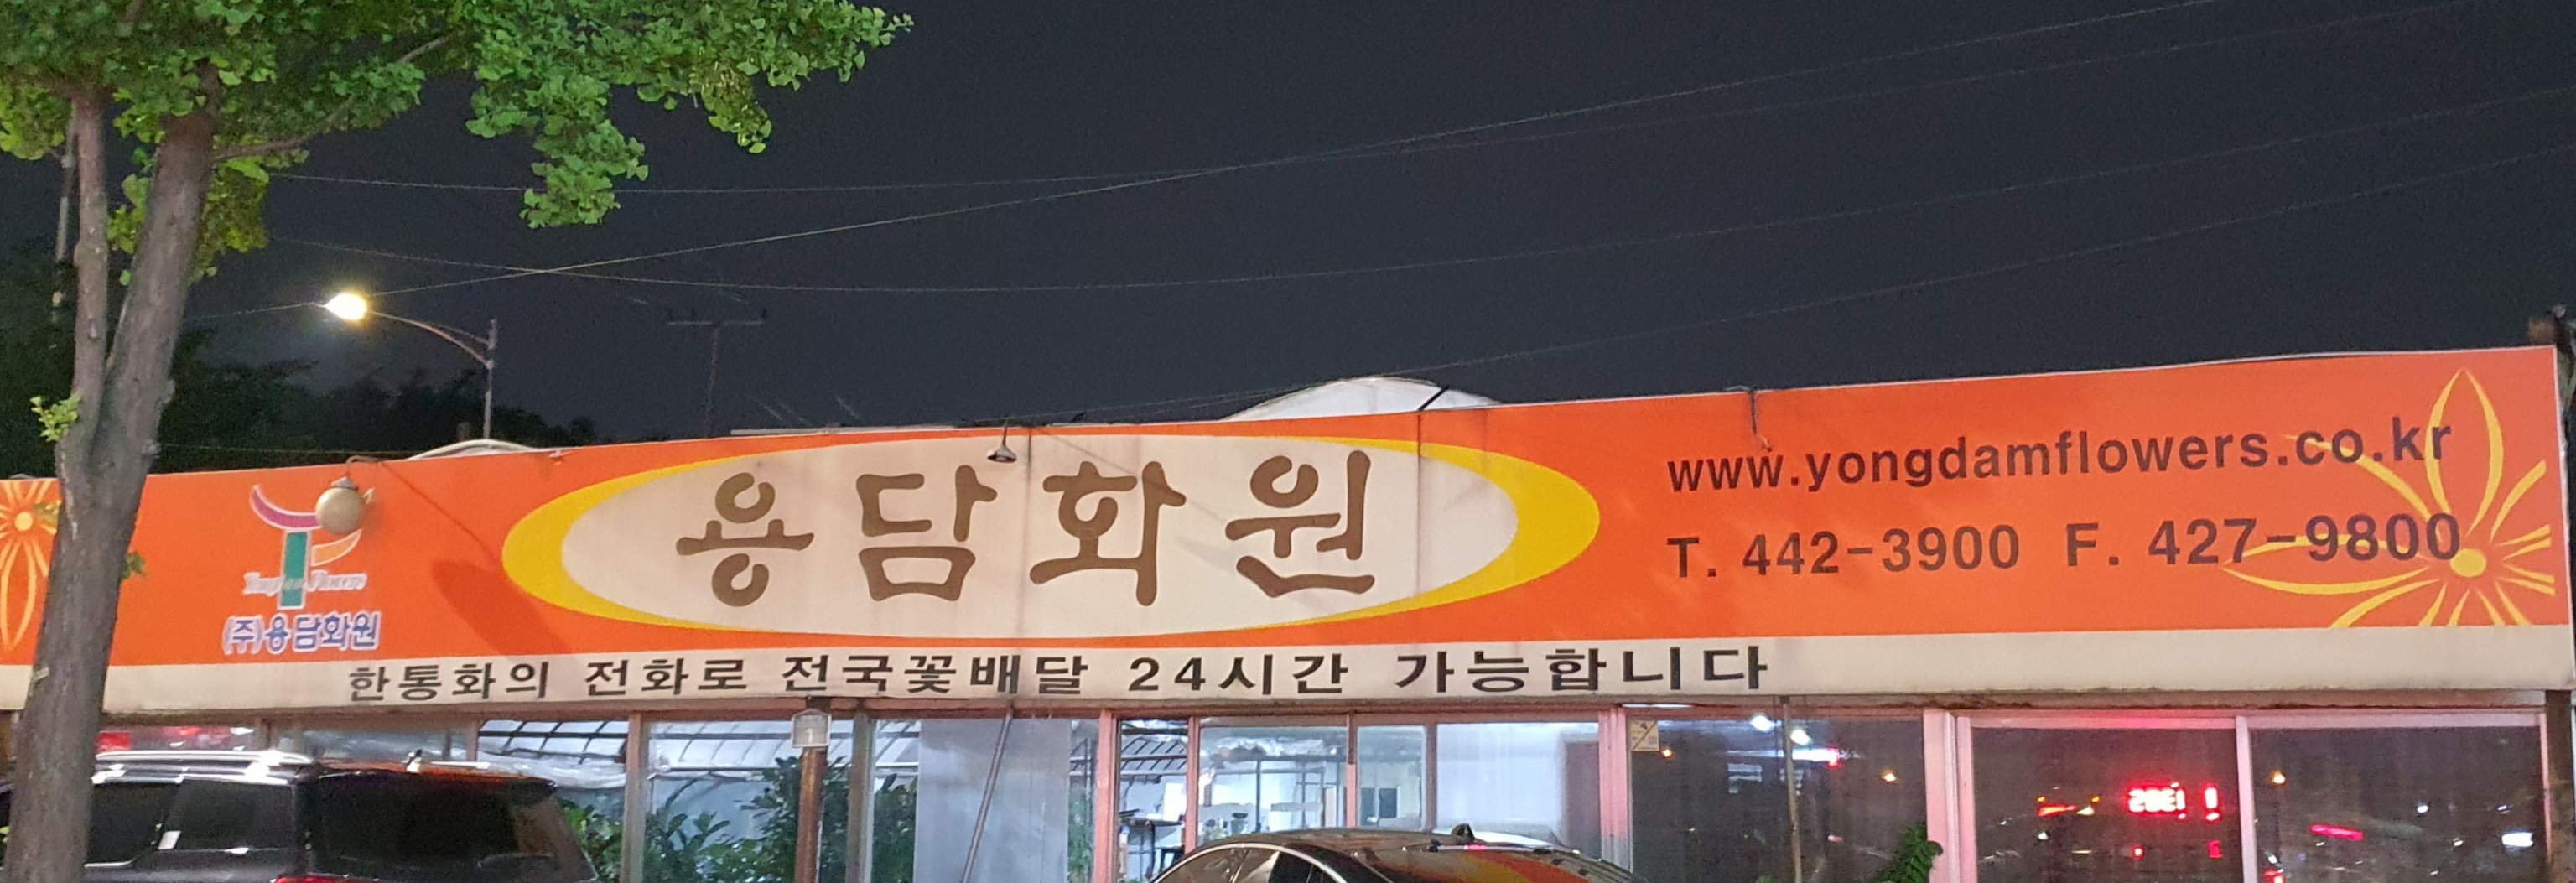 용담화원
www.yongdamflowers.co.kr
T. 442-3900 F. 427-9800
(주)용담화원
한통화의 전화로 전국꽃배달 24시간 가능합니다
1